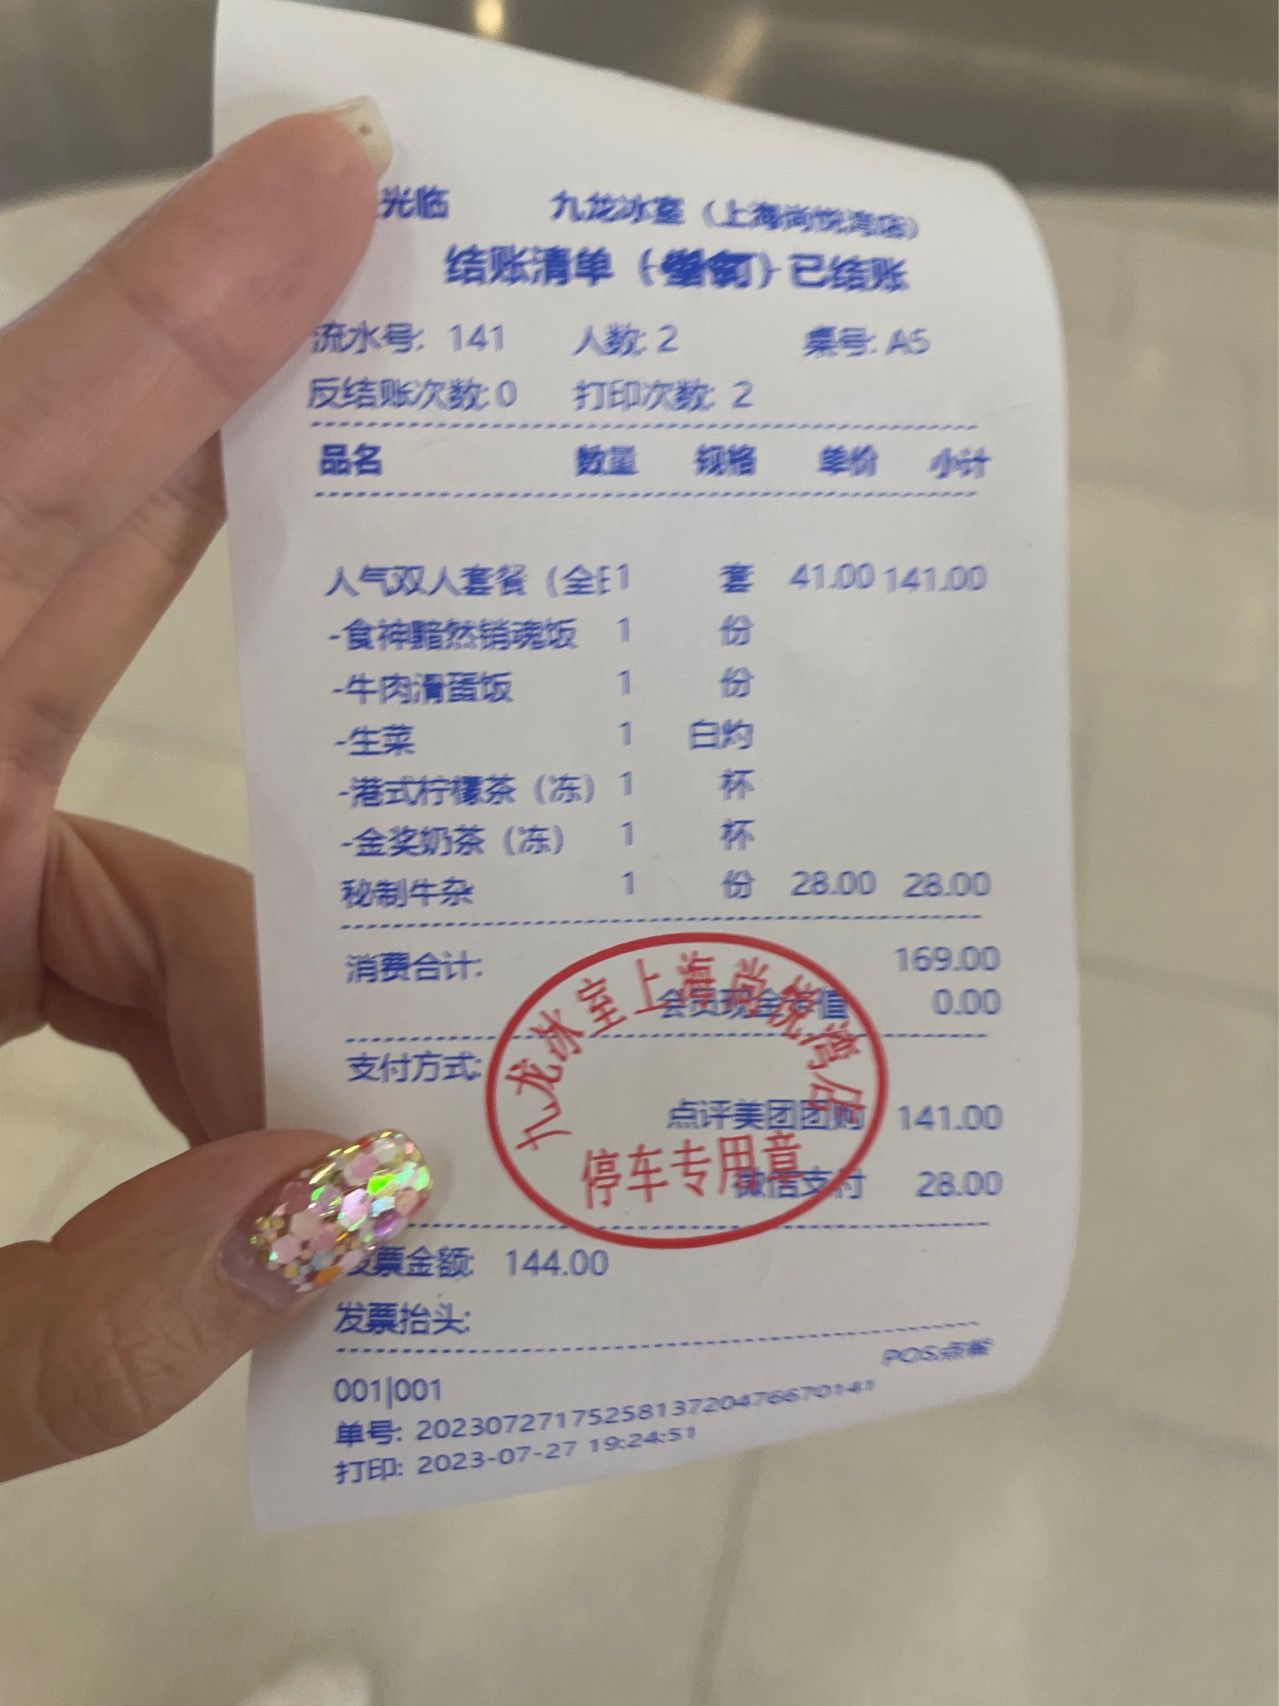 光临 九龙冰室（上海尚悦湾店）
结账清单（堂食）已结账
流水号: 141 人数: 2 桌号: A5
反结账次数: 0 打印次数: 2
品名 数量 规格 单价 小计
人气双人套餐（全日 1 套 41.00 141.00
-食神黯然销魂饭 1 份
-牛肉滑蛋饭 1 份
-生菜 1 白灼
-港式柠檬茶（冻） 1 杯
-金奖奶茶（冻） 1 杯
秘制牛杂 1 份 28.00 28.00
消费合计: 169.00
会员现金券值 0.00
支付方式:
点评美团团购 141.00
微信支付 28.00
九龙冰室上海尚悦湾店
停车专用章
发票金额: 144.00
发票抬头:
POS点餐
001|001
单号: 2023072717525813720476670141
打印: 2023-07-27 19:24:51